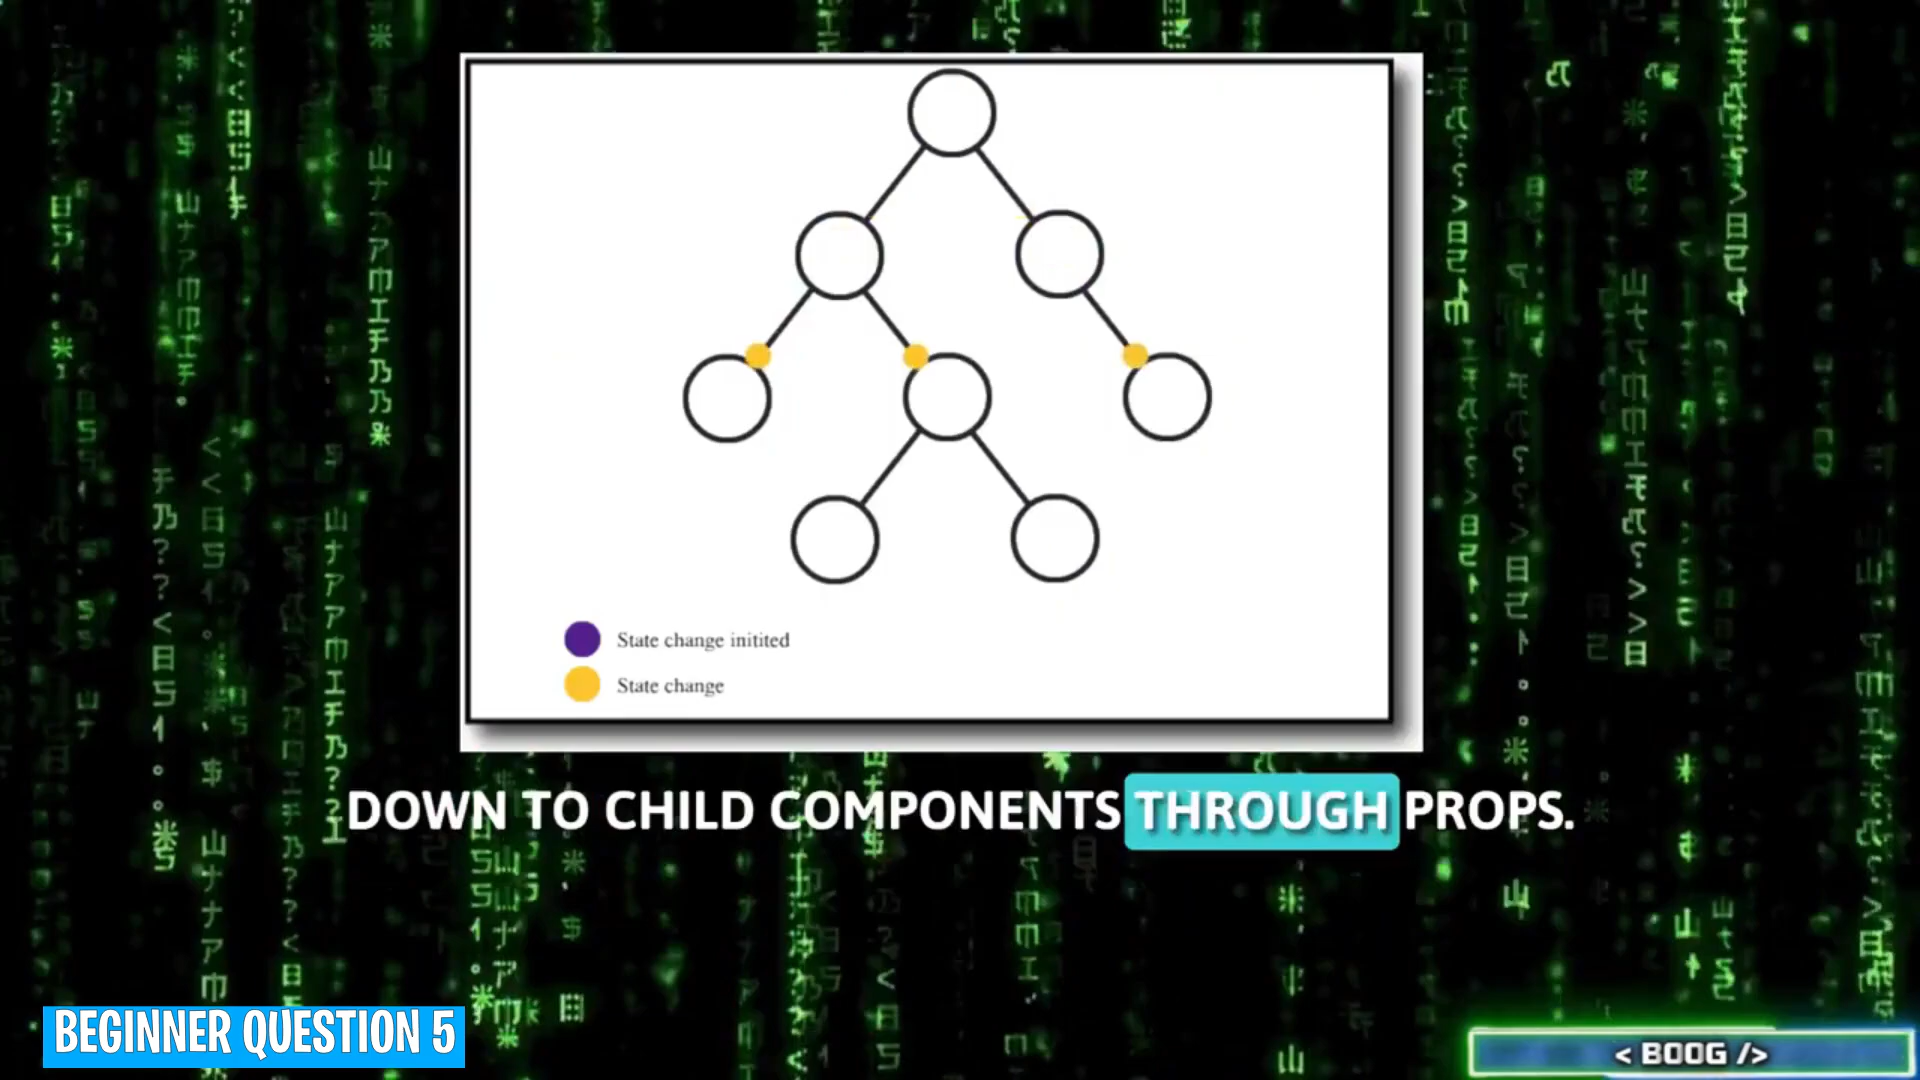 State change initited
State change
DOWN TO CHILD COMPONENTS THROUGH PROPS.
BEGINNER QUESTION 5
< BOOG />